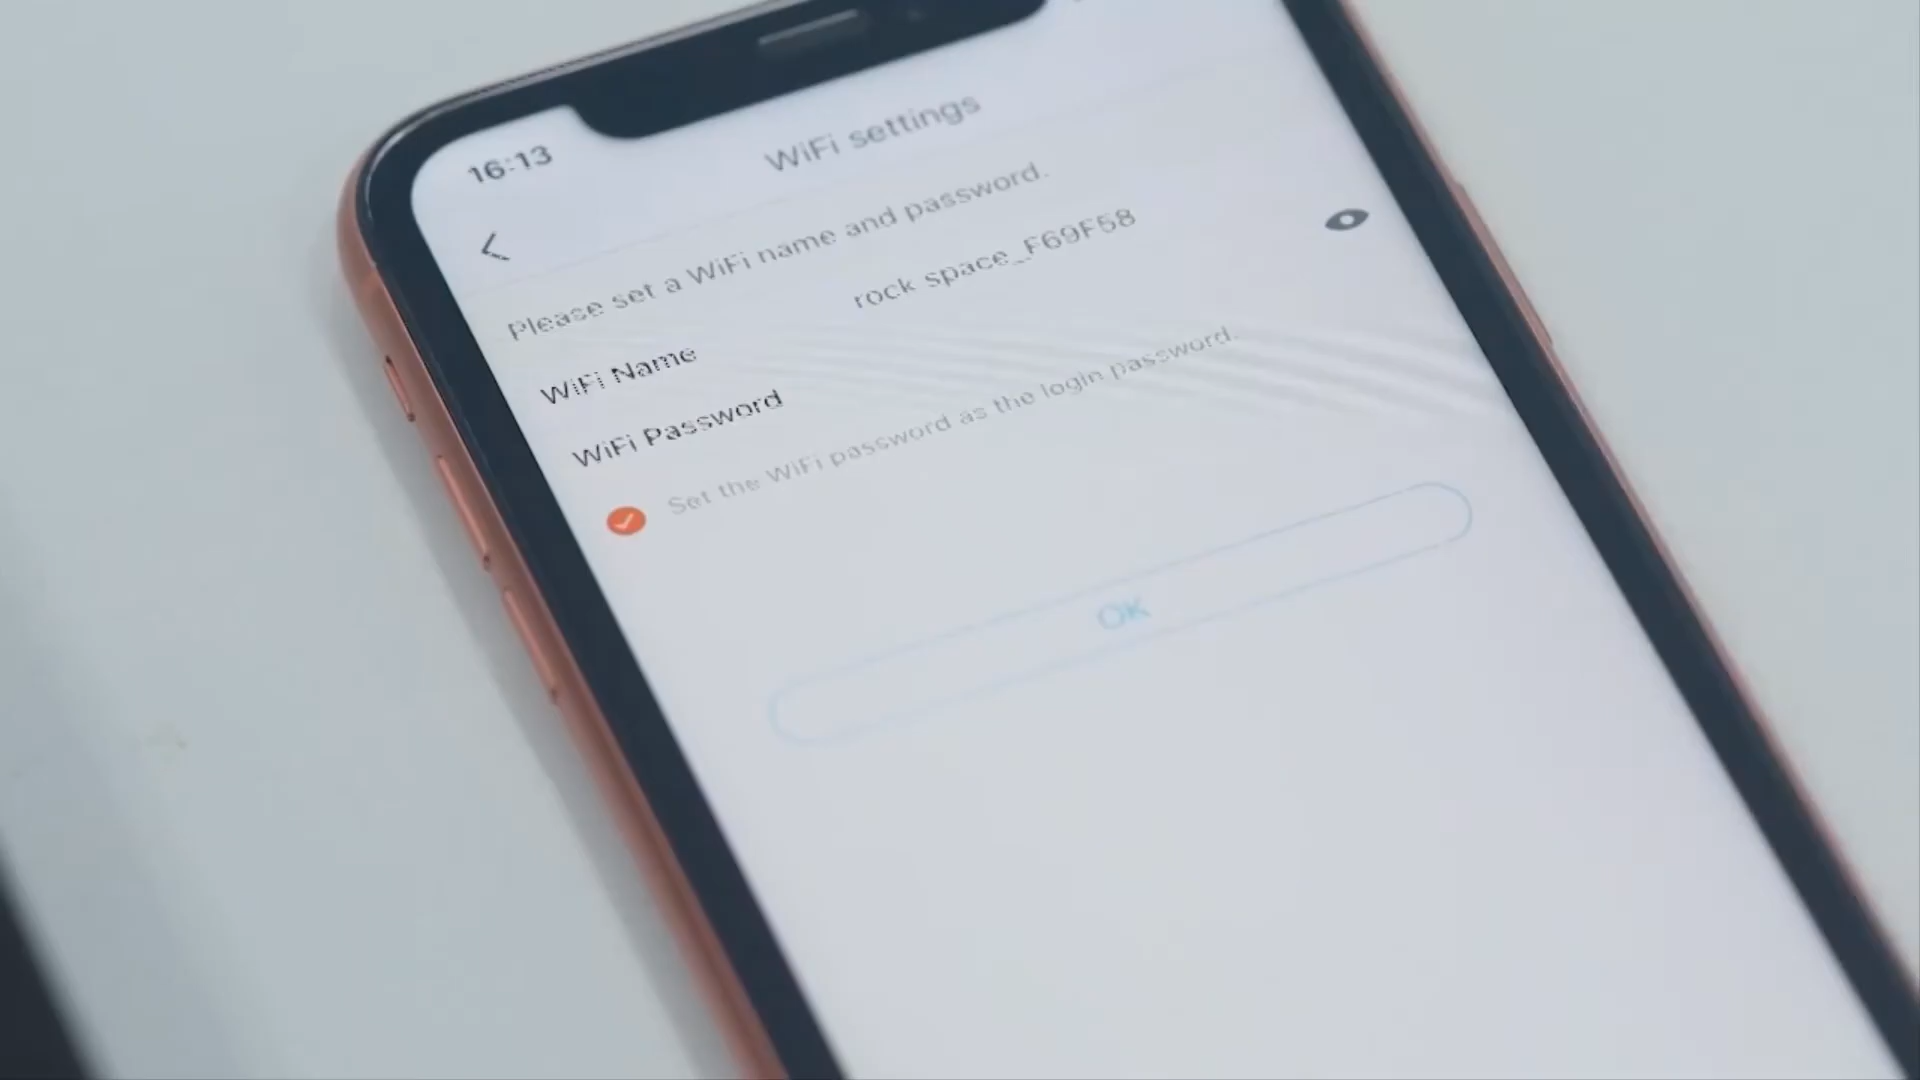 16:13
WiFi settings
Please set a WiFi name and password.
WiFi Name rock space_F69F58
WiFi Password
Set the WiFi password as the login password.
OK